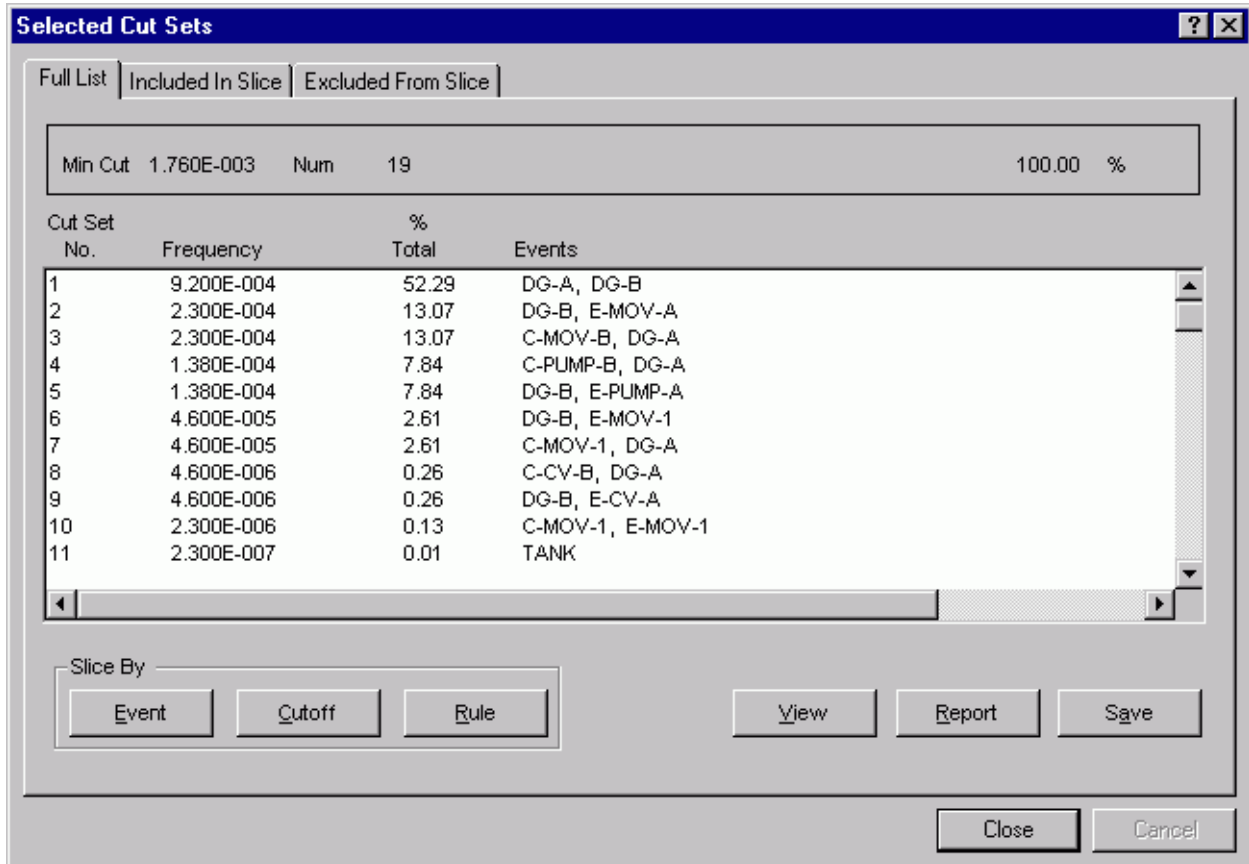 Selected Cut Sets
Full List Included In Slice Excluded From Slice
Min Cut 1.760E-003 Num 19 100.00 %
Cut Set %
No. Frequency Total Events
1 9.200E-004 52.29 DG-A, DG-B
2 2.300E-004 13.07 DG-B, E-MOV-A
3 2.300E-004 13.07 C-MOV-B, DG-A
4 1.380E-004 7.84 C-PUMP-B, DG-A
5 1.380E-004 7.84 DG-B, E-PUMP-A
6 4.600E-005 2.61 DG-B, E-MOV-1
7 4.600E-005 2.61 C-MOV-1, DG-A
8 4.600E-006 0.26 C-CV-B, DG-A
9 4.600E-006 0.26 DG-B, E-CV-A
10 2.300E-006 0.13 C-MOV-1, E-MOV-1
11 2.300E-007 0.01 TANK
Slice By
Event Cutoff Rule View Report Save
Close Cancel